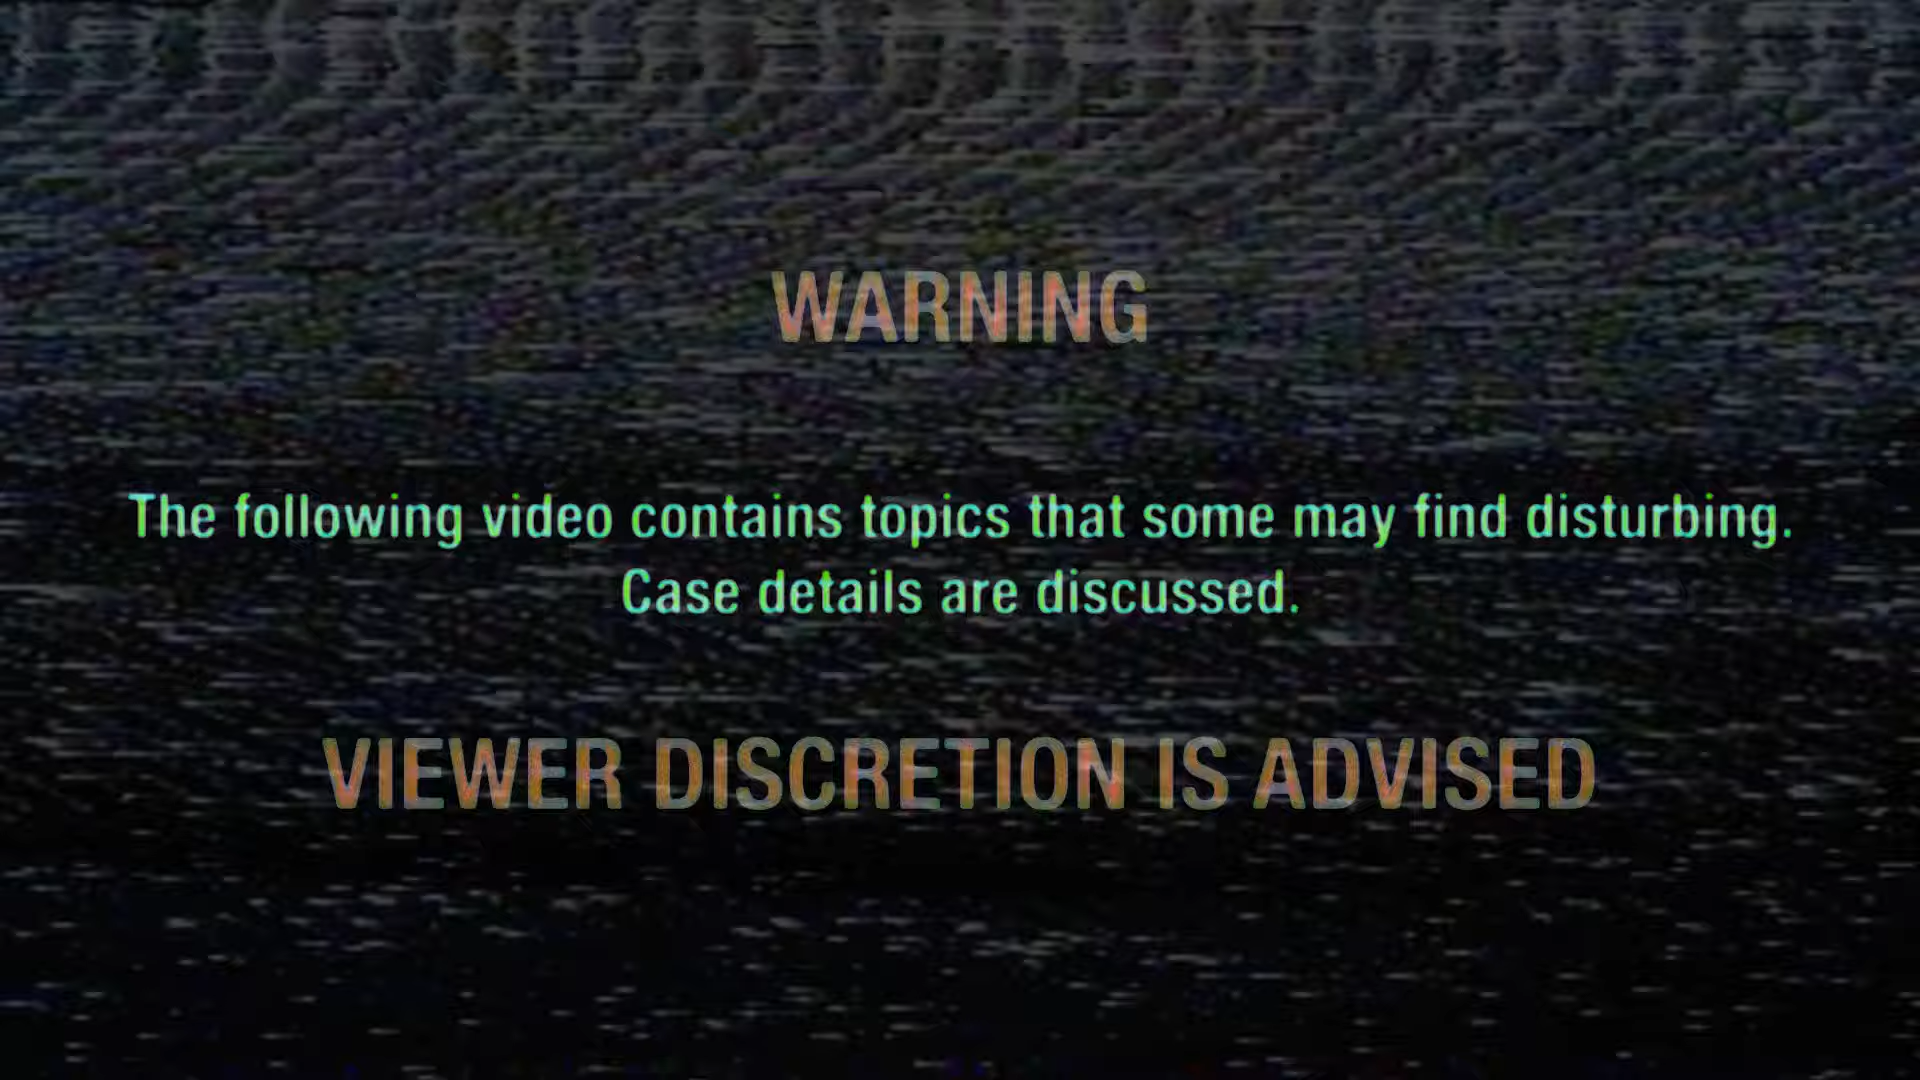 WARNING
The following video contains topics that some may find disturbing.
Case details are discussed.
VIEWER DISCRETION IS ADVISED